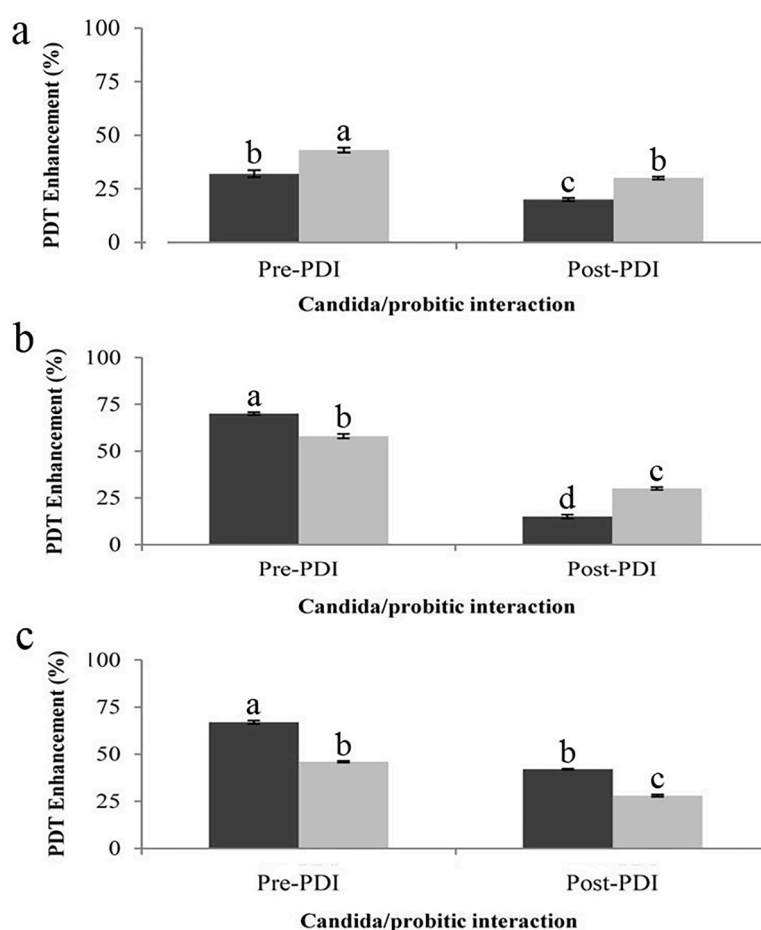 a
PDT Enhancement (%)
100
75
50
25
0
b
a
c
b
Pre-PDI
Post-PDI
Candida/probitic interaction
b
PDT Enhancement (%)
100
75
50
25
0
a
b
d
c
Pre-PDI
Post-PDI
Candida/probitic interaction
c
PDT Enhancement (%)
100
75
50
25
0
a
b
b
c
Pre-PDI
Post-PDI
Candida/probitic interaction